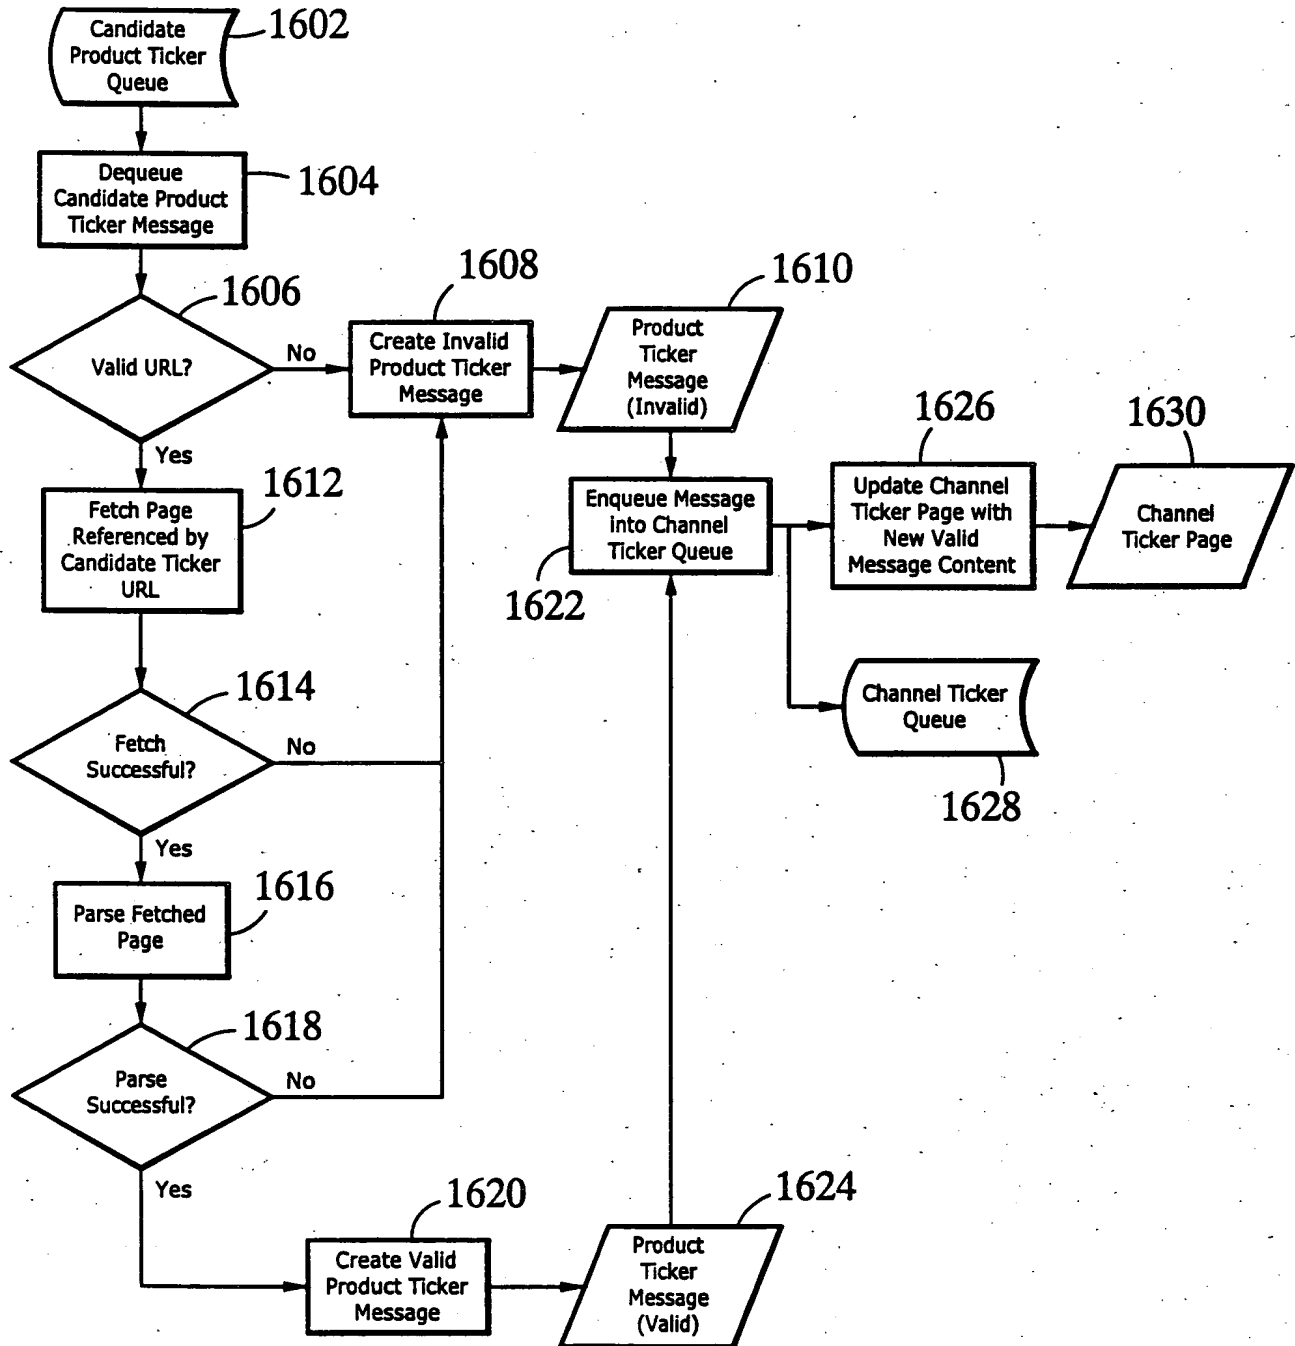 Candidate
Product Ticker
Queue
1602
Dequeue
Candidate Product
Ticker Message
1604
1606
Valid URL?
No
Yes
1608
Create Invalid
Product Ticker
Message
1610
Product
Ticker
Message
(Invalid)
1612
Fetch Page
Referenced by
Candidate Ticker
URL
Enqueue Message
into Channel
Ticker Queue
1622
1626
Update Channel
Ticker Page with
New Valid
Message Content
1630
Channel
Ticker Page
1614
Fetch
Successful?
No
Yes
Channel Ticker
Queue
1628
1616
Parse Fetched
Page
1618
Parse
Successful?
No
Yes
1620
Create Valid
Product Ticker
Message
1624
Product
Ticker
Message
(Valid)